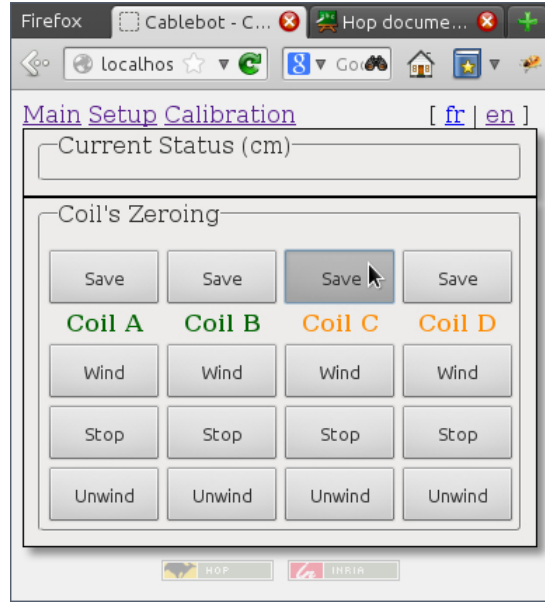 Firefox Cablebot - C... Hop docume...
localhos Goo
Main Setup Calibration [ fr | en ]
Current Status (cm)
Coil's Zeroing
Save Save Save Save
Coil A Coil B Coil C Coil D
Wind Wind Wind Wind
Stop Stop Stop Stop
Unwind Unwind Unwind Unwind
HOP INRIA